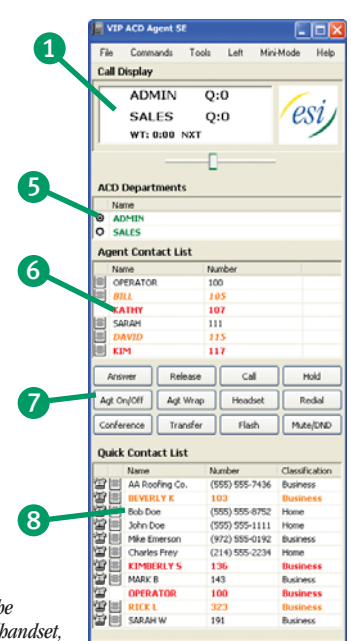 VIP ACD Agent SE
File Commands Tools Left Mini-Mode Help
Call Display
1
ADMIN Q:0
SALES Q:0
WT: 0:00 NXT
esi
ACD Departments
Name
5
ADMIN
SALES
Agent Contact List
6
Name Number
OPERATOR 100
BILL 105
KATHY 107
SARAH 111
DAVID 115
KIM 117
7
Answer Release Call Hold
Agt On/Off Agt Wrap Headset Redial
Conference Transfer Flash Mute/DND
Quick Contact List
8
Name Number Classification
AA Roofing Co. (555) 555-7436 Business
BEVERLY K 103 Business
Bob Doe (555) 555-8752 Home
John Doe (555) 555-1111 Home
Mike Emerson (972) 555-0192 Business
Charles Frey (214) 555-2234 Home
KIMBERLY S 136 Business
MARK B 143 Business
OPERATOR 100 Business
RICK L 323 Business
SARAH W 191 Business
he
handset,